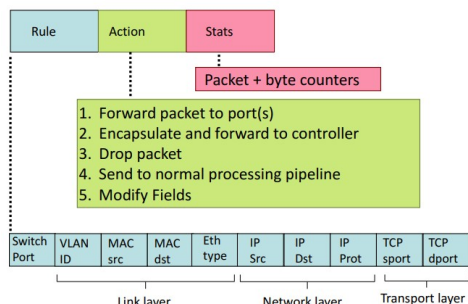 Rule Action Stats
Packet + byte counters
1. Forward packet to port(s)
2. Encapsulate and forward to controller
3. Drop packet
4. Send to normal processing pipeline
5. Modify Fields
Switch Port
VLAN ID
MAC src
MAC dst
Eth type
IP Src
IP Dst
IP Prot
TCP sport
TCP dport
Link layer
Network layer
Transport layer